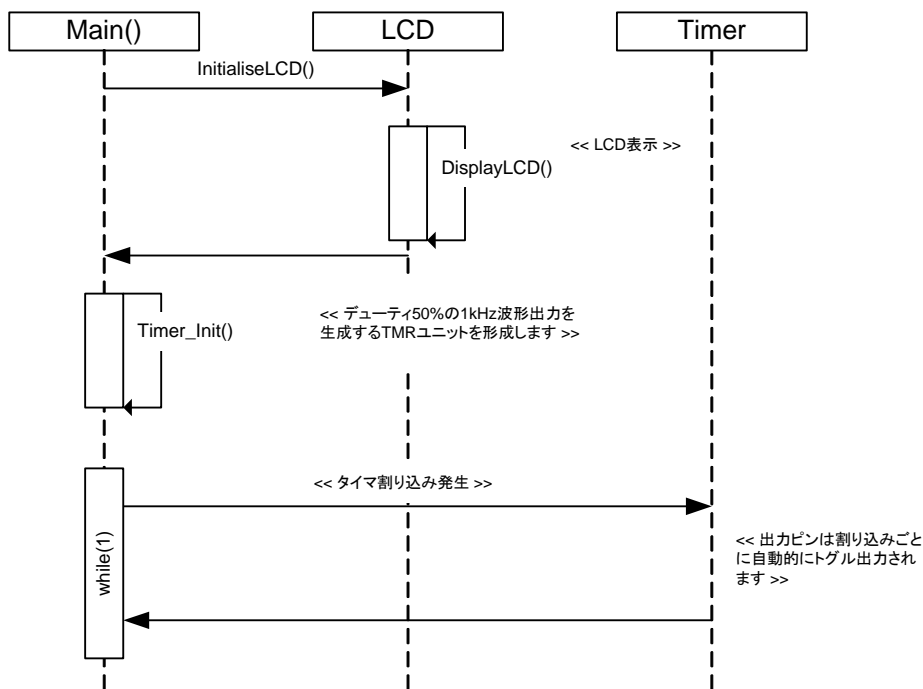 Main()
LCD
Timer
InitialiseLCD()
<< LCD表示 >>
DisplayLCD()
<< デューティ50%の1kHz波形出力を
生成するTMRユニットを形成します >>
Timer_Init()
<< タイマ割り込み発生 >>
while(1)
<< 出力ピンは割り込みごと
に自動的にトグル出力され
ます >>